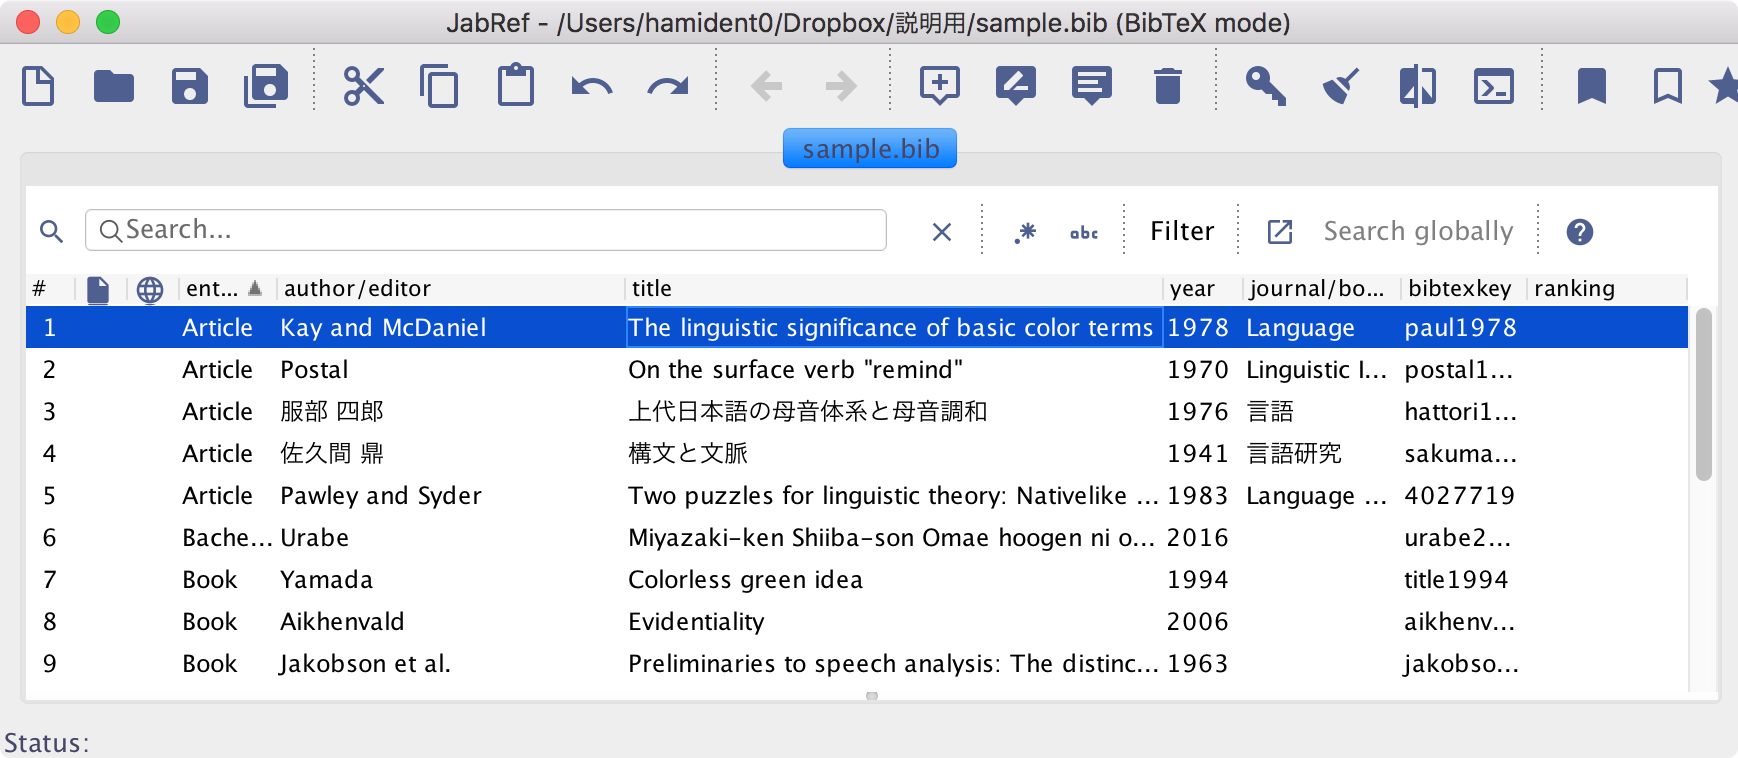 JabRef - /Users/hamident0/Dropbox/説明用/sample.bib (BibTeX mode)
sample.bib
Search... .* abc Filter Search globally ?
# ent... author/editor title year journal/bo... bibtexkey ranking
1 Article Kay and McDaniel The linguistic significance of basic color terms 1978 Language paul1978
2 Article Postal On the surface verb "remind" 1970 Linguistic I... postal1...
3 Article 服部 四郎 上代日本語の母音体系と母音調和 1976 言語 hattori1...
4 Article 佐久間 鼎 構文と文脈 1941 言語研究 sakuma...
5 Article Pawley and Syder Two puzzles for linguistic theory: Nativelike ... 1983 Language ... 4027719
6 Bache... Urabe Miyazaki-ken Shiiba-son Omae hoogen ni o... 2016 urabe2...
7 Book Yamada Colorless green idea 1994 title1994
8 Book Aikhenvald Evidentiality 2006 aikhenv...
9 Book Jakobson et al. Preliminaries to speech analysis: The distinc... 1963 jakobso...
Status: